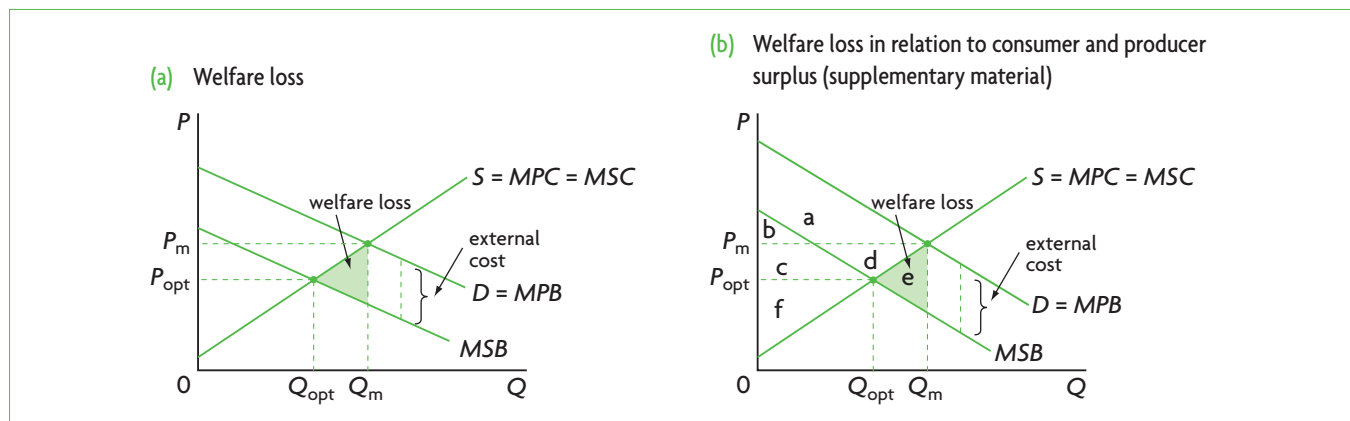 (a) Welfare loss
P
S = MPC = MSC
welfare loss
Pm
external
cost
Popt
D = MPB
MSB
0
Qopt
Qm
Q
(b) Welfare loss in relation to consumer and producer
surplus (supplementary material)
P
S = MPC = MSC
welfare loss
a
b
Pm
external
cost
d
c
e
Popt
D = MPB
f
MSB
0
Qopt
Qm
Q